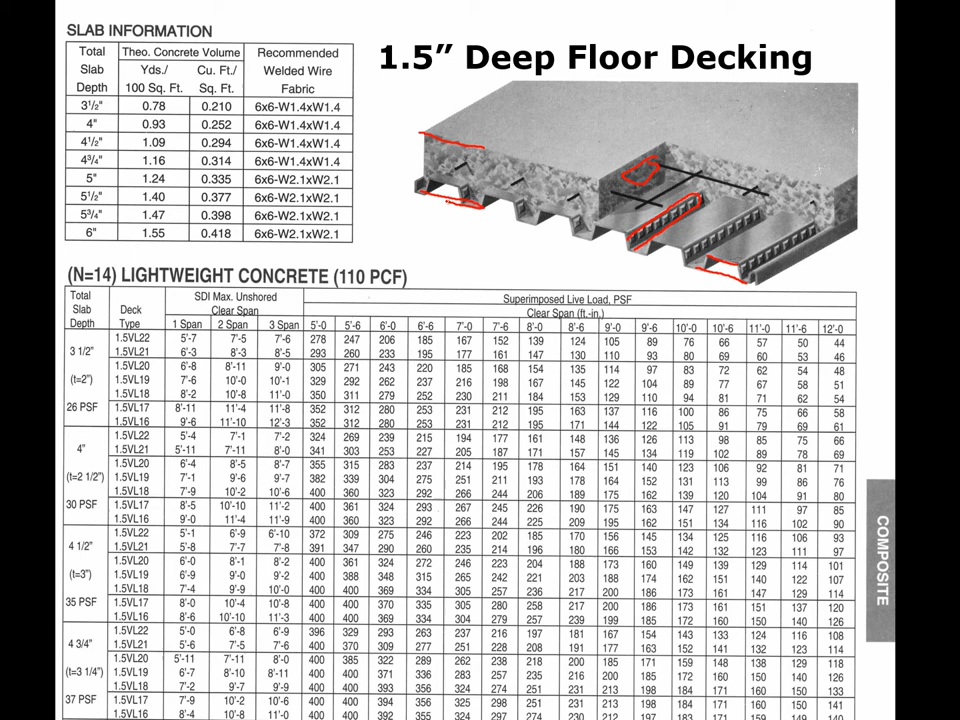 1.5” Deep Floor Decking
SLAB INFORMATION
Total Slab Depth | Theo. Concrete Volume | Recommended Welded Wire Fabric
Yds./ 100 Sq. Ft. | Cu. Ft./ Sq. Ft.
3 1/2" 0.78 0.210 6x6-W1.4xW1.4
4" 0.93 0.252 6x6-W1.4xW1.4
4 1/2" 1.09 0.294 6x6-W1.4xW1.4
4 3/4" 1.16 0.314 6x6-W1.4xW1.4
5" 1.24 0.335 6x6-W2.1xW2.1
5 1/2" 1.40 0.377 6x6-W2.1xW2.1
5 3/4" 1.47 0.398 6x6-W2.1xW2.1
6" 1.55 0.418 6x6-W2.1xW2.1
(N=14) LIGHTWEIGHT CONCRETE (110 PCF)
Total Slab Depth | Deck Type | SDI Max. Unshored Clear Span | Superimposed Live Load, PSF
Clear Span (ft.-in.)
1 Span 2 Span 3 Span 5'-0 5'-6 6'-0 6'-6 7'-0 7'-6 8'-0 8'-6 9'-0 9'-6 10'-0 10'-6 11'-0 11'-6 12'-0
3 1/2"
(t=2")
26 PSF
1.5VL22 5'-7 7'-5 7'-6 278 247 206 185 167 152 139 124 105 89 76 66 57 50 44
1.5VL21 6'-3 8'-3 8'-5 293 260 233 195 177 161 147 130 110 93 80 69 60 53 46
1.5VL20 6'-8 8'-11 9'-0 305 271 243 220 185 168 154 135 114 97 83 72 62 54 48
1.5VL19 7'-6 10'-0 10'-1 329 292 262 237 216 198 167 145 122 104 89 77 67 58 51
1.5VL18 8'-2 10'-8 11'-0 350 311 279 252 230 211 184 153 129 110 94 81 71 62 54
1.5VL17 8'-11 11'-4 11'-8 352 312 280 253 231 212 195 163 137 116 100 86 75 66 58
1.5VL16 9'-6 11'-10 12'-3 352 312 280 253 231 212 195 171 144 122 105 91 79 69 61
4"
(t=2 1/2")
30 PSF
1.5VL22 5'-4 7'-1 7'-2 324 269 239 215 194 177 161 148 136 126 113 98 85 75 66
1.5VL21 5'-11 7'-11 8'-0 341 303 253 227 205 187 171 157 145 134 119 102 89 78 69
1.5VL20 6'-4 8'-5 8'-7 355 315 283 237 214 195 178 164 151 140 123 106 92 81 71
1.5VL19 7'-1 9'-6 9'-7 382 339 304 275 251 211 193 178 164 152 131 113 99 86 76
1.5VL18 7'-9 10'-2 10'-6 400 360 323 292 266 244 206 189 175 162 139 120 104 91 80
1.5VL17 8'-5 10'-10 11'-2 400 361 324 293 267 245 226 190 175 163 147 127 111 97 85
1.5VL16 9'-0 11'-4 11'-9 400 360 323 292 266 244 225 209 195 162 151 134 116 102 90
4 1/2"
(t=3")
35 PSF
1.5VL22 5'-1 6'-9 6'-10 372 309 275 246 223 202 185 170 156 145 134 125 116 106 93
1.5VL21 5'-8 7'-7 7'-8 391 347 290 260 235 214 196 180 166 153 142 132 123 111 97
1.5VL20 6'-0 8'-1 8'-2 400 361 324 272 246 223 204 188 173 160 149 139 129 114 101
1.5VL19 6'-9 9'-0 9'-2 400 388 348 315 265 242 221 203 188 174 162 151 140 122 107
1.5VL18 7'-4 9'-9 10'-0 400 400 369 334 305 257 236 217 200 186 173 161 147 129 114
1.5VL17 8'-0 10'-4 10'-8 400 400 370 335 305 280 258 217 200 186 173 161 151 137 120
1.5VL16 8'-6 10'-10 11'-3 400 400 369 334 304 279 257 239 199 185 172 160 150 140 126
4 3/4"
(t=3 1/4")
37 PSF
1.5VL22 5'-0 6'-8 6'-9 396 329 293 263 237 216 197 181 167 154 143 133 124 116 108
1.5VL21 5'-6 7'-5 7'-6 400 370 309 277 251 228 208 191 177 163 152 141 132 123 114
1.5VL20 5'-11 7'-11 8'-0 400 385 322 289 262 238 218 200 185 171 159 148 138 129 118
1.5VL19 6'-7 8'-10 8'-11 400 400 371 336 283 257 235 216 200 185 172 160 150 140 126
1.5VL18 7'-2 9'-7 9'-9 400 400 393 356 324 274 251 231 213 198 184 171 160 150 133
1.5VL17 7'-9 10'-2 10'-6 400 400 394 356 325 298 251 231 213 198 184 171 160 150 141
1.5VL16 8'-4 10'-8 11'-0 400 400 392 355 324 297 274 230 212 197 183 171 159 149 140
COMPOSITE